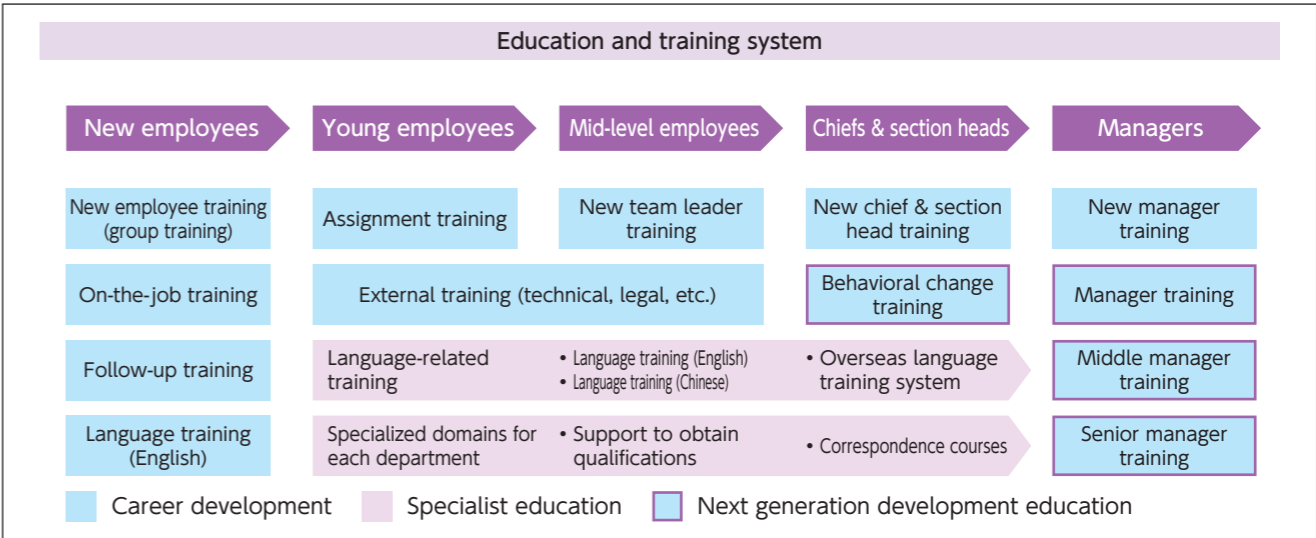 Education and training system
New employees
Young employees
Mid-level employees
Chiefs & section heads
Managers
New employee training
(group training)
Assignment training
New team leader
training
New chief & section
head training
New manager
training
On-the-job training
External training (technical, legal, etc.)
Behavioral change
training
Manager training
Follow-up training
Language-related
training
• Language training (English)
• Language training (Chinese)
• Overseas language
training system
Middle manager
training
Language training
(English)
Specialized domains for
each department
• Support to obtain
qualifications
• Correspondence courses
Senior manager
training
Career development
Specialist education
Next generation development education